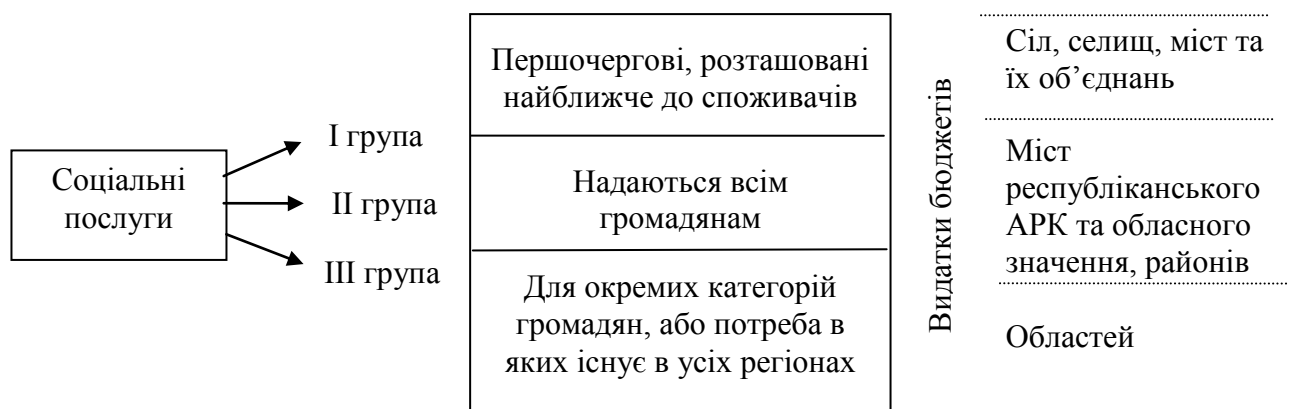 Соціальні
послуги
І група
ІІ група
ІІІ група
Першочергові, розташовані
найближче до споживачів
Надаються всім
громадянам
Для окремих категорій
громадян, або потреба в
яких існує в усіх регіонах
Видатки бюджетів
Сіл, селищ, міст та
їх об’єднань
Міст
республіканського
АРК та обласного
значення, районів
Областей